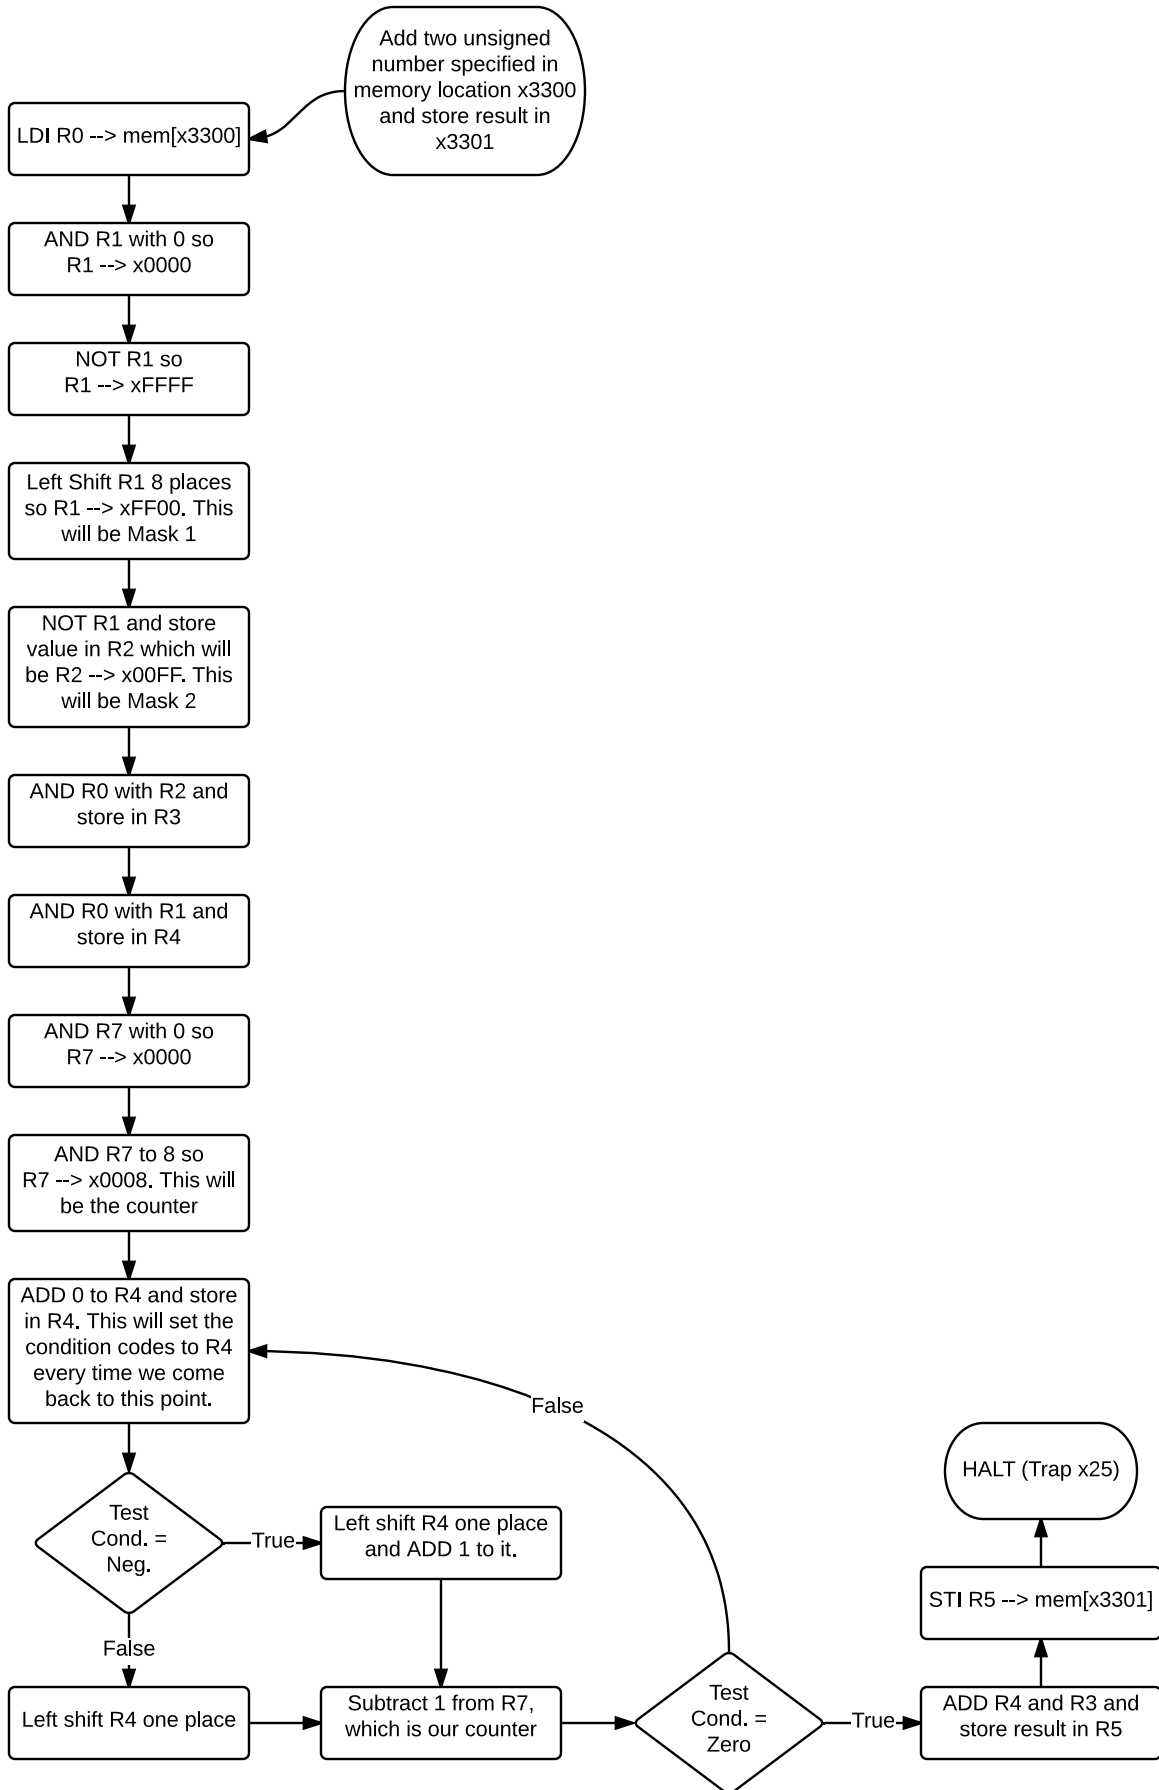 Add two unsigned
number specified in
memory location x3300
and store result in
x3301
LDI R0 --> mem[x3300]
AND R1 with 0 so
R1 --> x0000
NOT R1 so
R1 --> xFFFF
Left Shift R1 8 places
so R1 --> xFF00. This
will be Mask 1
NOT R1 and store
value in R2 which will
be R2 --> x00FF. This
will be Mask 2
AND R0 with R2 and
store in R3
AND R0 with R1 and
store in R4
AND R7 with 0 so
R7 --> x0000
AND R7 to 8 so
R7 --> x0008. This will
be the counter
ADD 0 to R4 and store
in R4. This will set the
condition codes to R4
every time we come
back to this point.
Test
Cond. =
Neg.
True
Left shift R4 one place
and ADD 1 to it.
False
Left shift R4 one place
Subtract 1 from R7,
which is our counter
Test
Cond. =
Zero
False
True
ADD R4 and R3 and
store result in R5
STI R5 --> mem[x3301]
HALT (Trap x25)